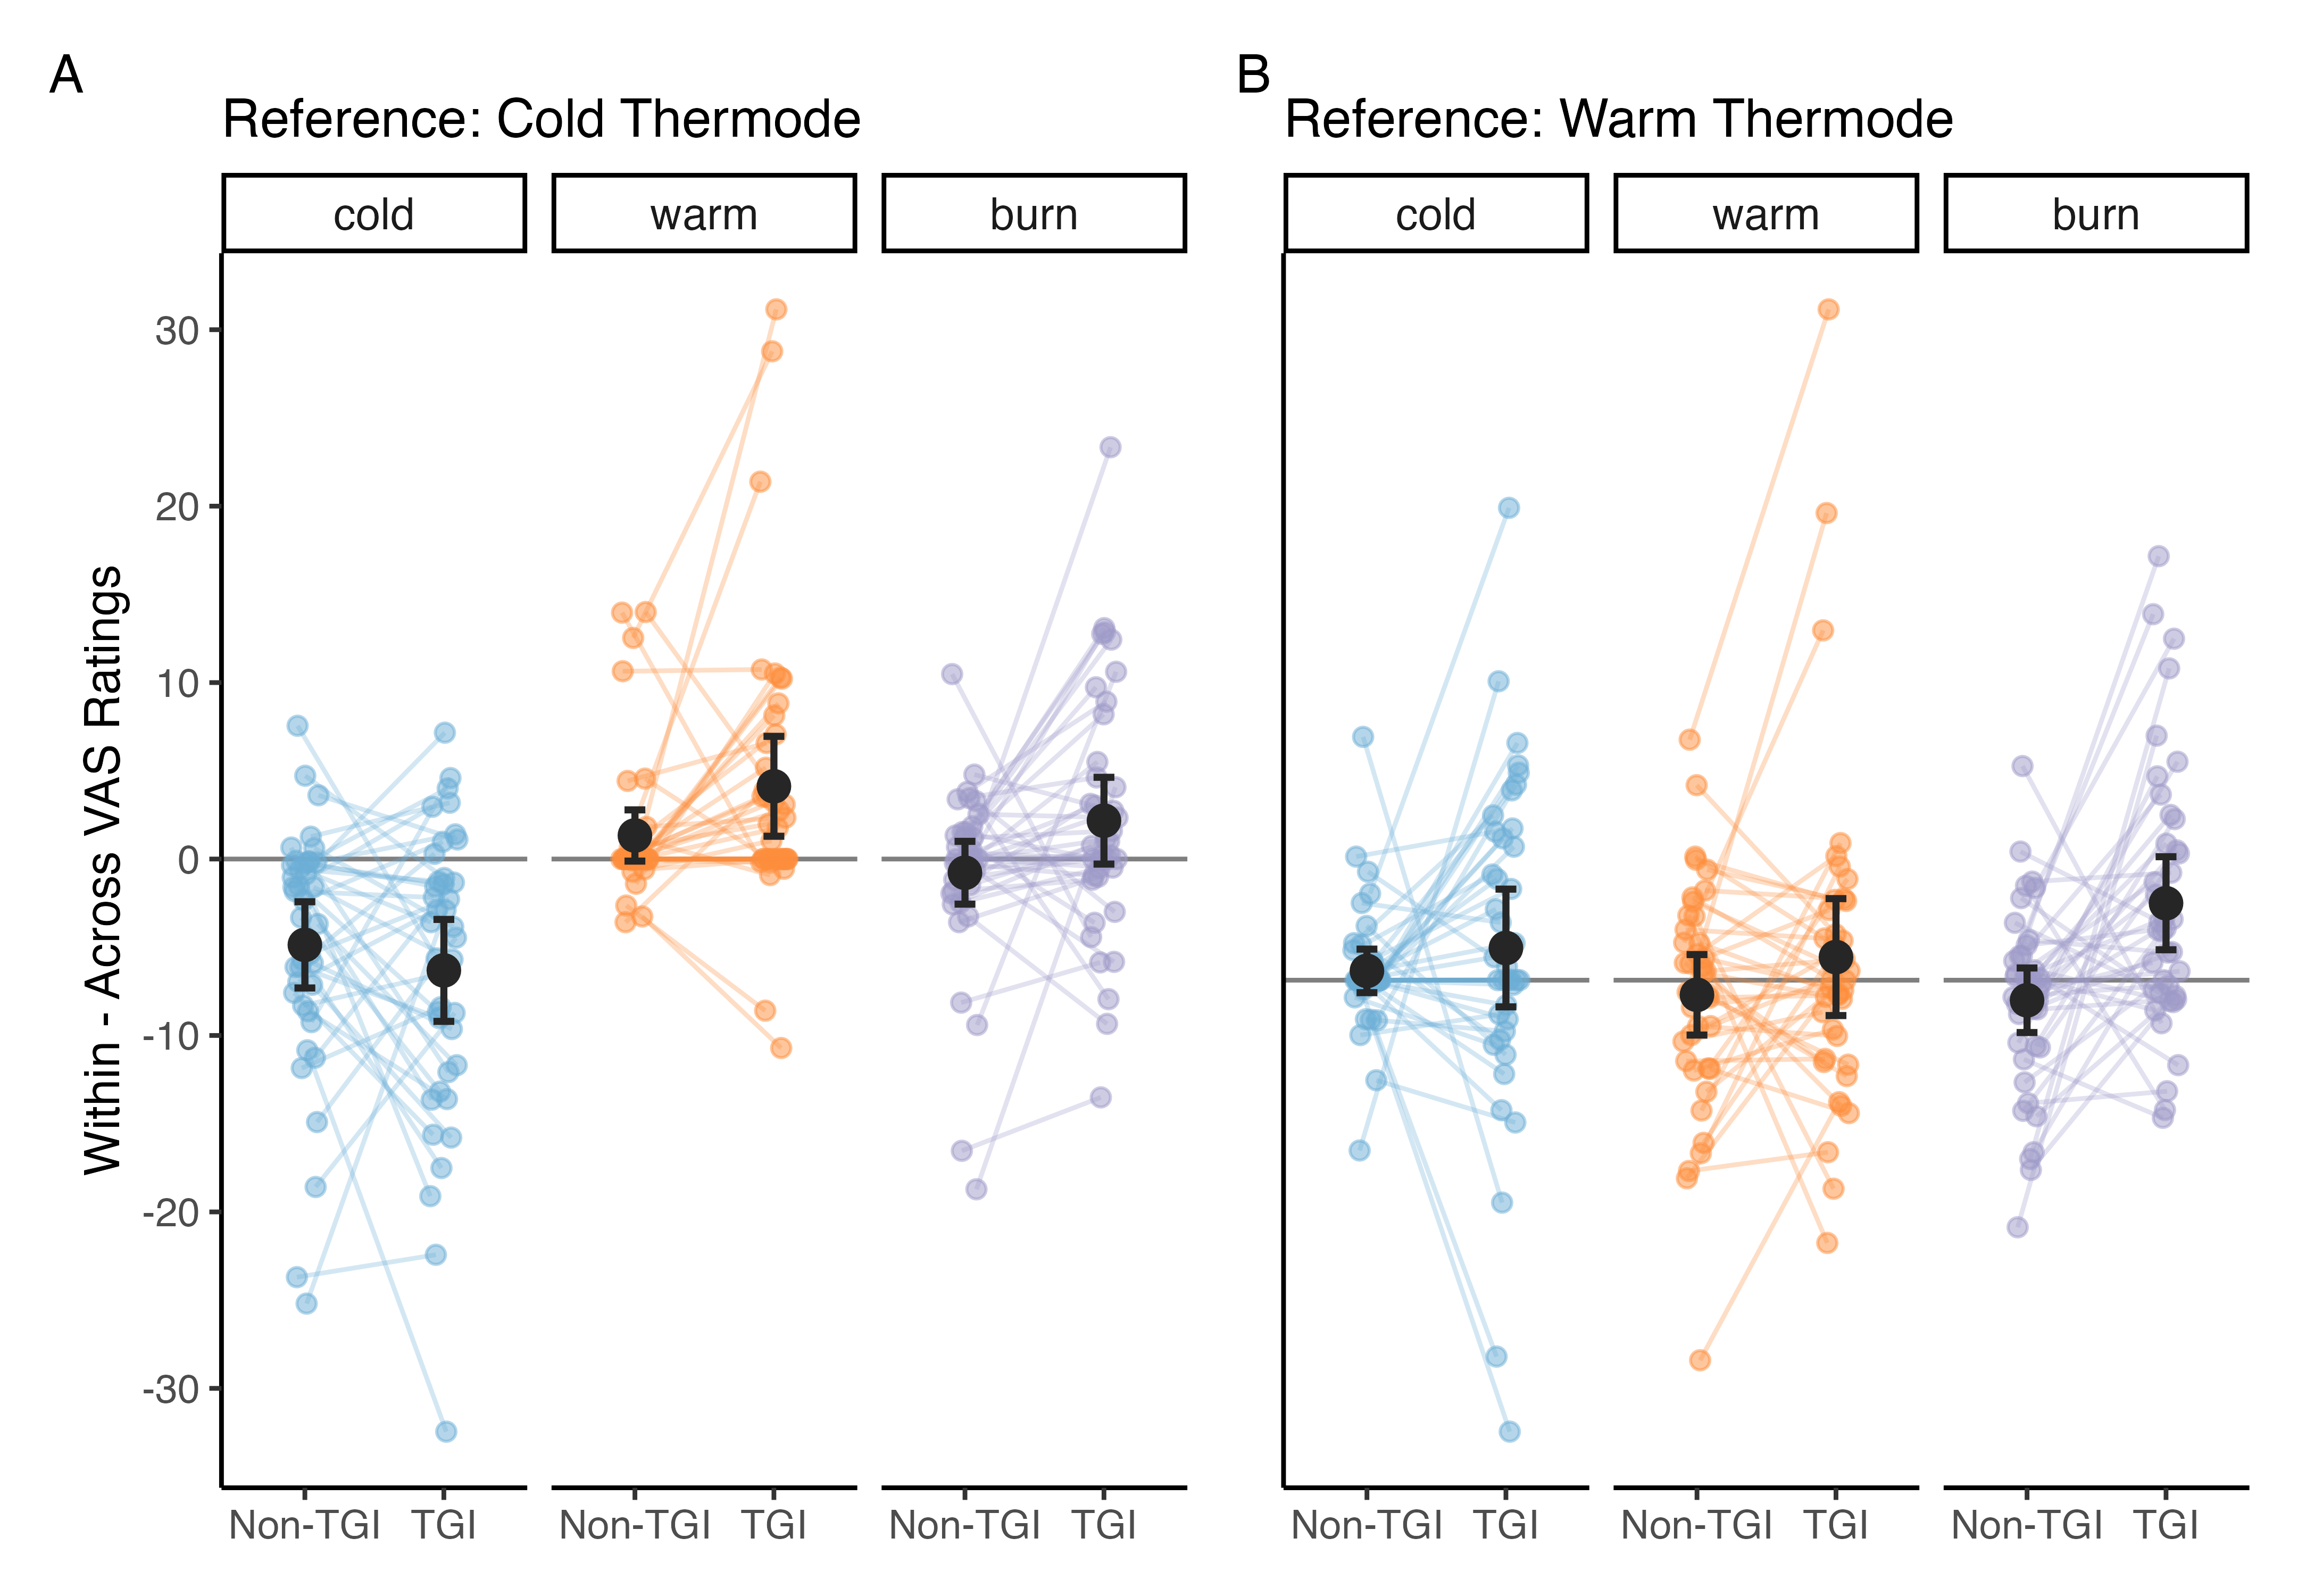 A
B
Reference: Cold Thermode
Reference: Warm Thermode
cold
warm
burn
cold
warm
burn
Within - Across VAS Ratings
30
20
10
0
-10
-20
-30
Non-TGI
TGI
Non-TGI
TGI
Non-TGI
TGI
Non-TGI
TGI
Non-TGI
TGI
Non-TGI
TGI